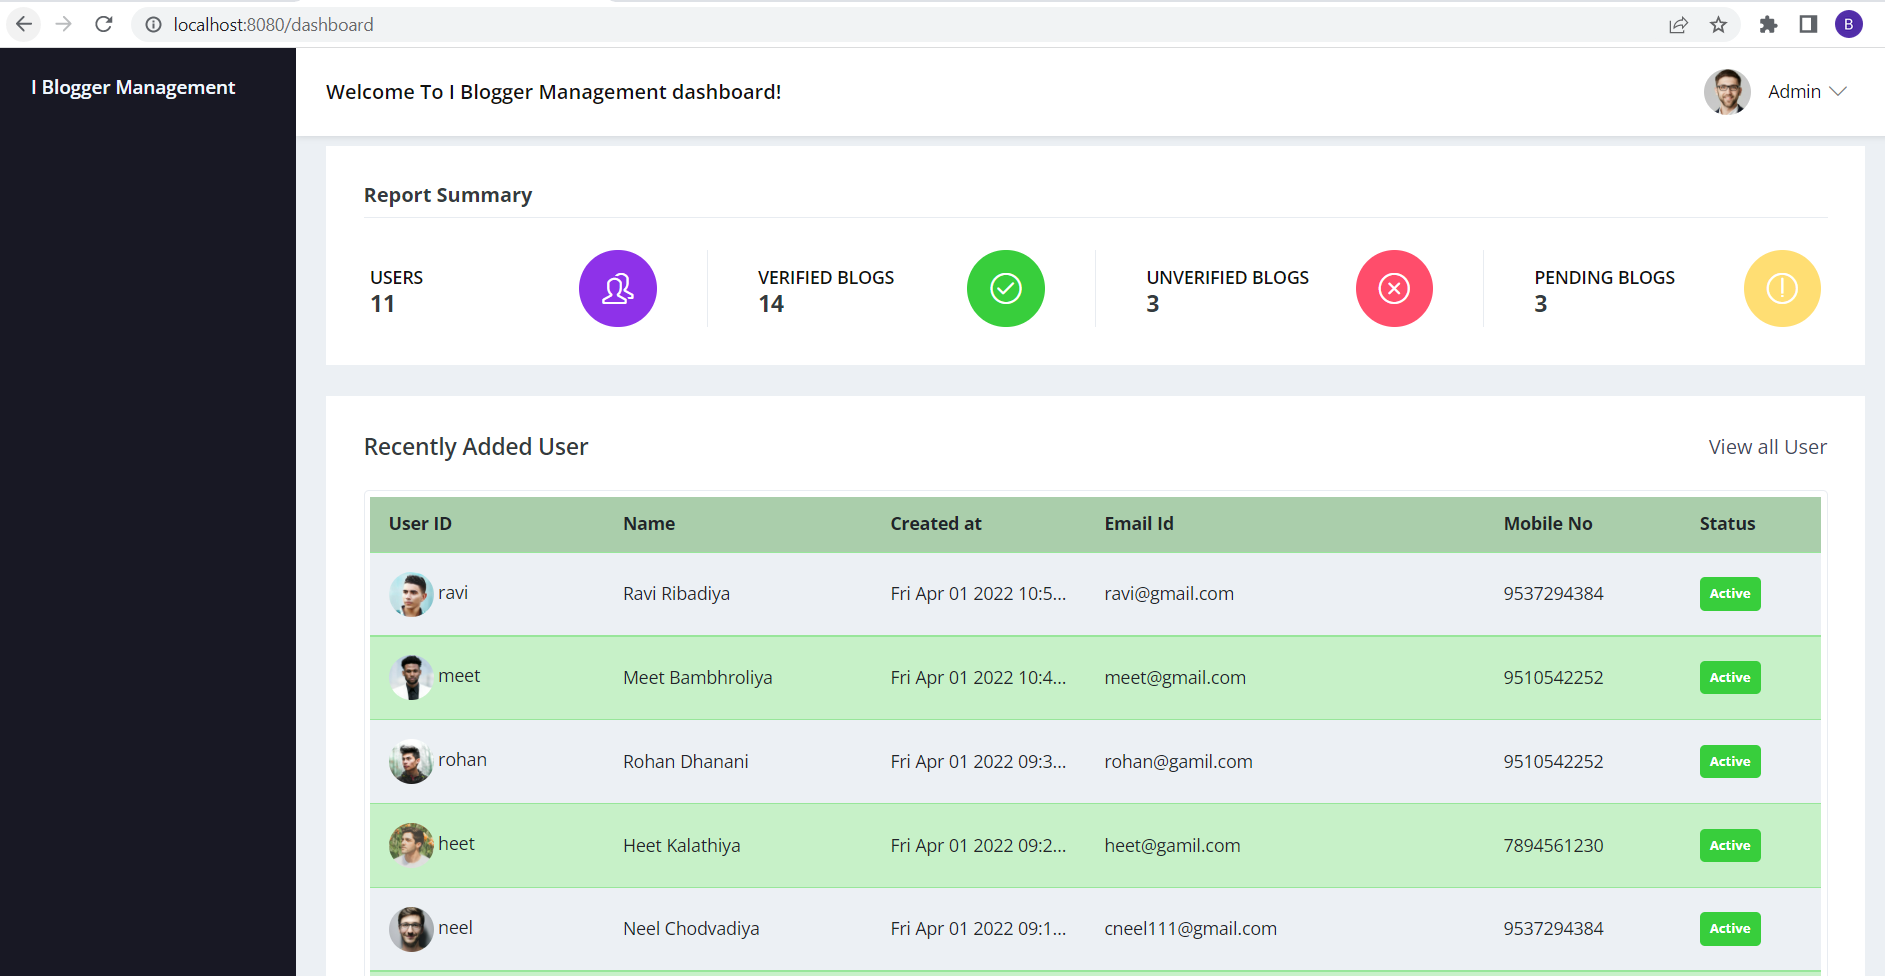 localhost:8080/dashboard
B
I Blogger Management
Welcome To I Blogger Management dashboard!
Admin
Report Summary
USERS
11
VERIFIED BLOGS
14
UNVERIFIED BLOGS
3
PENDING BLOGS
3
Recently Added User
View all User
User ID Name Created at Email Id Mobile No Status
ravi Ravi Ribadiya Fri Apr 01 2022 10:5... ravi@gmail.com 9537294384 Active
meet Meet Bambhroliya Fri Apr 01 2022 10:4... meet@gmail.com 9510542252 Active
rohan Rohan Dhanani Fri Apr 01 2022 09:3... rohan@gamil.com 9510542252 Active
heet Heet Kalathiya Fri Apr 01 2022 09:2... heet@gamil.com 7894561230 Active
neel Neel Chodvadiya Fri Apr 01 2022 09:1... cneel111@gmail.com 9537294384 Active